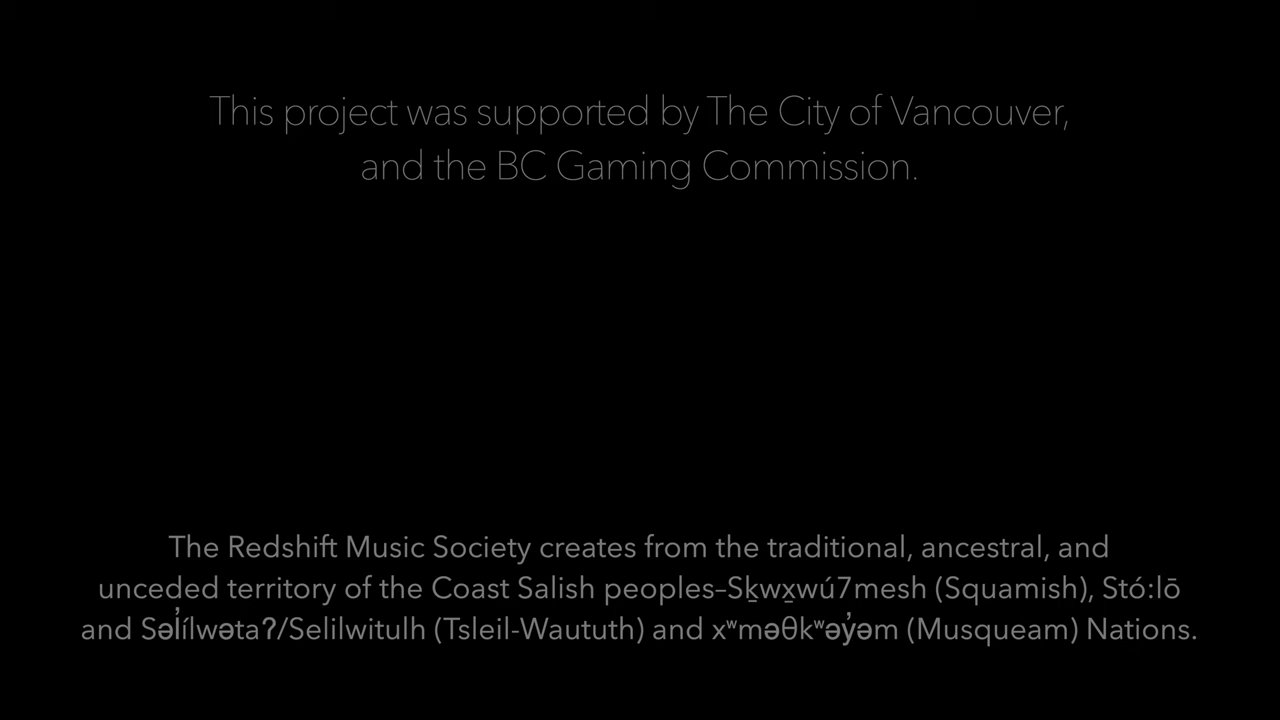 This project was supported by The City of Vancouver,
and the BC Gaming Commission.
The Redshift Music Society creates from the traditional, ancestral, and
unceded territory of the Coast Salish peoples–Sḵwx̱wú7mesh (Squamish), Stó:lō
and Səl̓ílwətaʔ/Selilwitulh (Tsleil-Waututh) and xʷməθkʷəy̓əm (Musqueam) Nations.